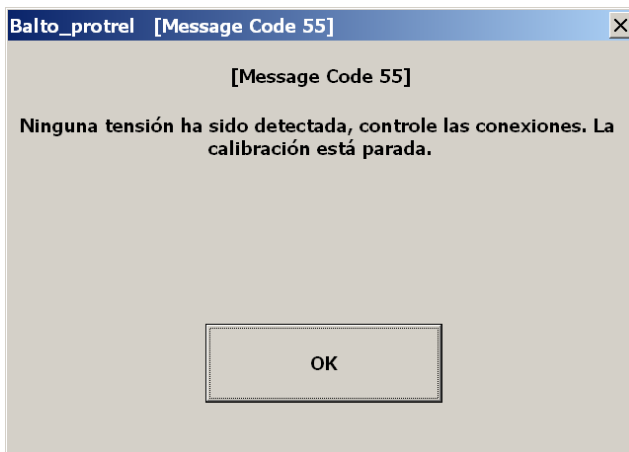 Balto_protrel [Message Code 55]
[Message Code 55]
Ninguna tensión ha sido detectada, controle las conexiones. La
calibración está parada.
OK